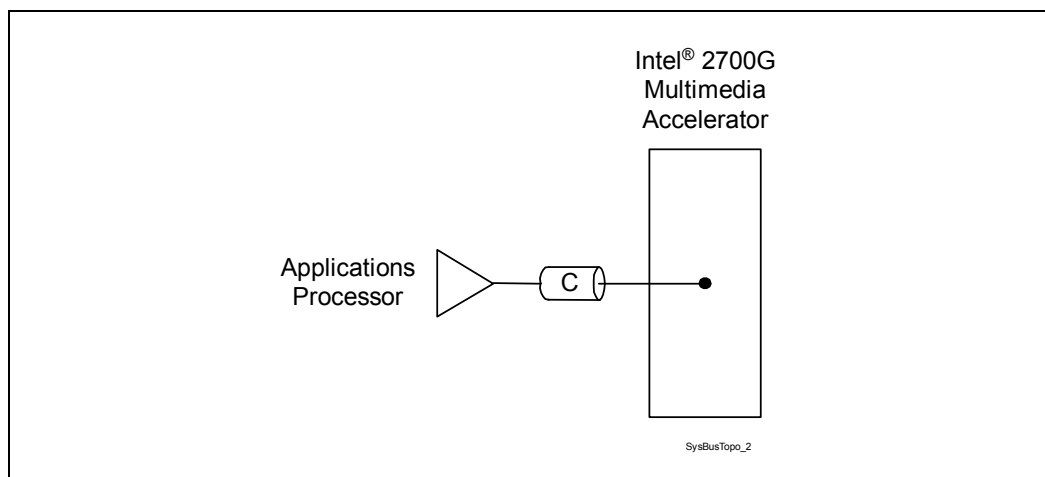 Intel® 2700G
Multimedia
Accelerator
Applications
Processor
C
SysBusTopo_2